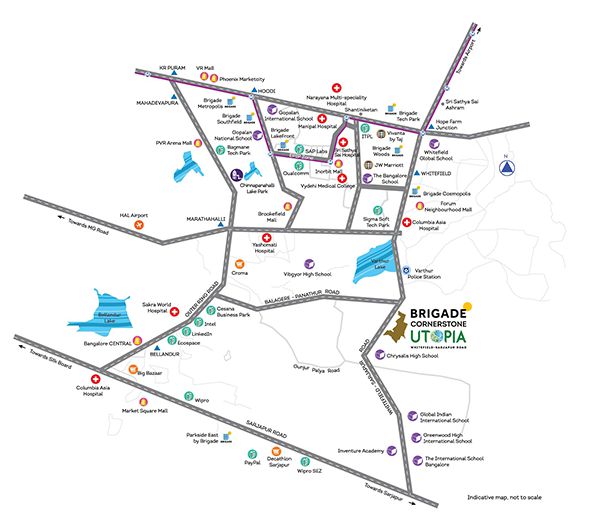 Towards Airport
KR PURAM
VR Mall
Phoenix Marketcity
MAHADEVAPURA
HOODI
Narayana Multi-speciality
Hospital
Shantiniketan
Sri Sathya Sai
Ashram
Brigade
Metropolis
BRIGADE
Brigade
Southfield
BRIGADE
Gopalan
International School
Manipal Hospital
Brigade
Tech Park
BRIGADE
Hope Farm
Junction
Gopalan
National School
Brigade
Lakefront
BRIGADE
ITPL
Vivanta
by Taj
PVR Arena Mall
Bagmane
Tech Park
SAP Labs
Sri Sathya
Sai Hospital
Brigade
Woods
BRIGADE
Whitefield
Global School
N
Chinnapanahalli
Lake Park
Qualcomm
Inorbit Mall
JW Marriott
The Bangalore
School
WHITEFIELD
Vydehi Medical College
BRIGADE
Brigade Cosmopolis
Brookefield
Mall
Forum
Neighbourhood Mall
Towards MG Road
HAL Airport
MARATHAHALLI
Sigma Soft
Tech Park
Columbia Asia
Hospital
Yashomati
Hospital
Croma
Vibgyor High School
Varthur
Lake
Varthur
Police Station
OUTER RING ROAD
BALAGERE - PANATHUR ROAD
Bellandur
Lake
Sakra World
Hospital
Cessna
Business Park
Intel
LinkedIn
Ecospace
Bangalore CENTRAL
BELLANDUR
BRIGADE
CORNERSTONE
UTOPIA
WHITEFIELD-SARJAPUR ROAD
Towards Silk Board
Chrysalis High School
Gunjur Palya Road
WHITEFIELD - SARJAPUR ROAD
Big Bazaar
Columbia Asia
Hospital
Market Square Mall
Wipro
SARJAPUR ROAD
Parkside
East by Brigade
BRIGADE
Global Indian
International School
Greenwood High
International School
The International School
Bangalore
Inventure Academy
PayPal
Decathlon
Sarjapur
Wipro SEZ
Towards Sarjapur
Indicative map, not to scale